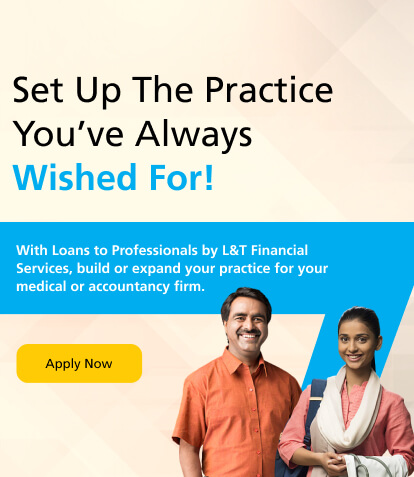 Set Up The Practice
You’ve Always
Wished For!
With Loans to Professionals by L&T Financial
Services, build or expand your practice for your
medical or accountancy firm.
Apply Now